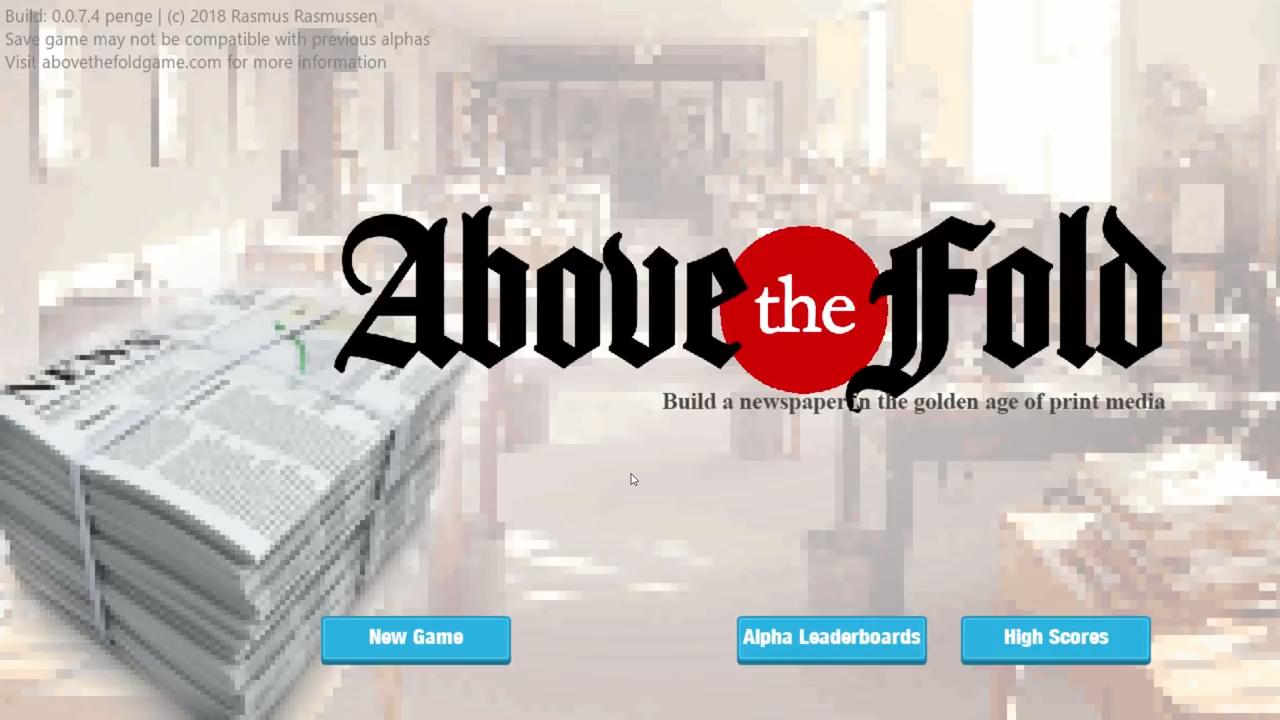 Build: 0.0.7.4 penge | (c) 2018 Rasmus Rasmussen
Save game may not be compatible with previous alphas
Visit abovethefoldgame.com for more information
Above the Fold
Build a newspaper in the golden age of print media
NEWS
New Game
Alpha Leaderboards
High Scores